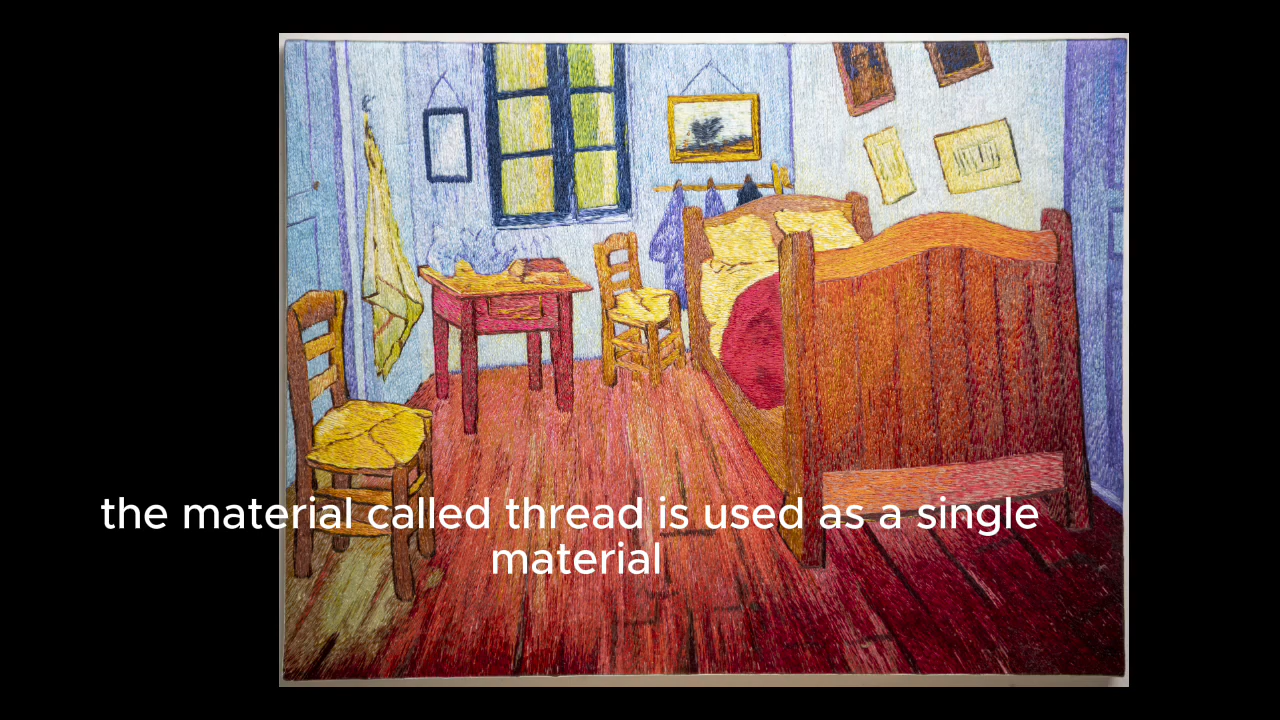 the material called thread is used as a single
material